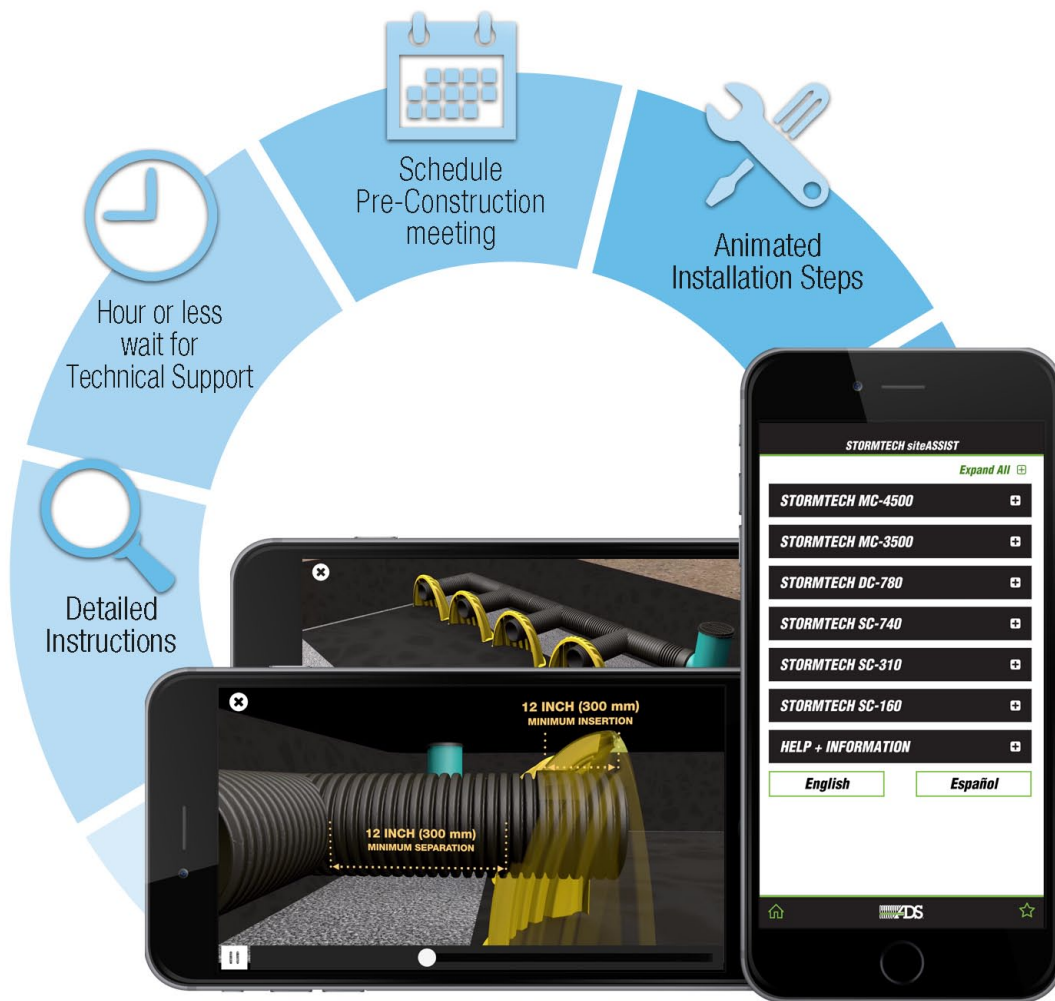 Schedule
Pre-Construction
meeting
Animated
Installation Steps
Hour or less
wait for
Technical Support
Detailed
Instructions
STORMTECH siteASSIST
Expand All
STORMTECH MC-4500
STORMTECH MC-3500
STORMTECH DC-780
STORMTECH SC-740
STORMTECH SC-310
STORMTECH SC-160
HELP + INFORMATION
English
Español
ADS
12 INCH (300 mm)
MINIMUM INSERTION
12 INCH (300 mm)
MINIMUM SEPARATION